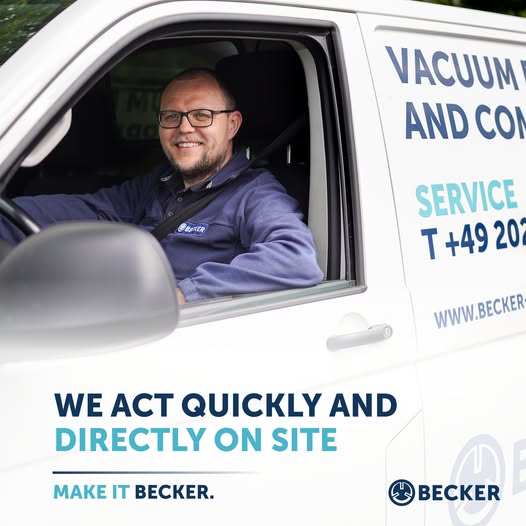 VACUUM
AND
SERVICE
T +49 202
WWW.BECKER-
BECKER
WE ACT QUICKLY AND
DIRECTLY ON SITE
MAKE IT BECKER.
BECKER